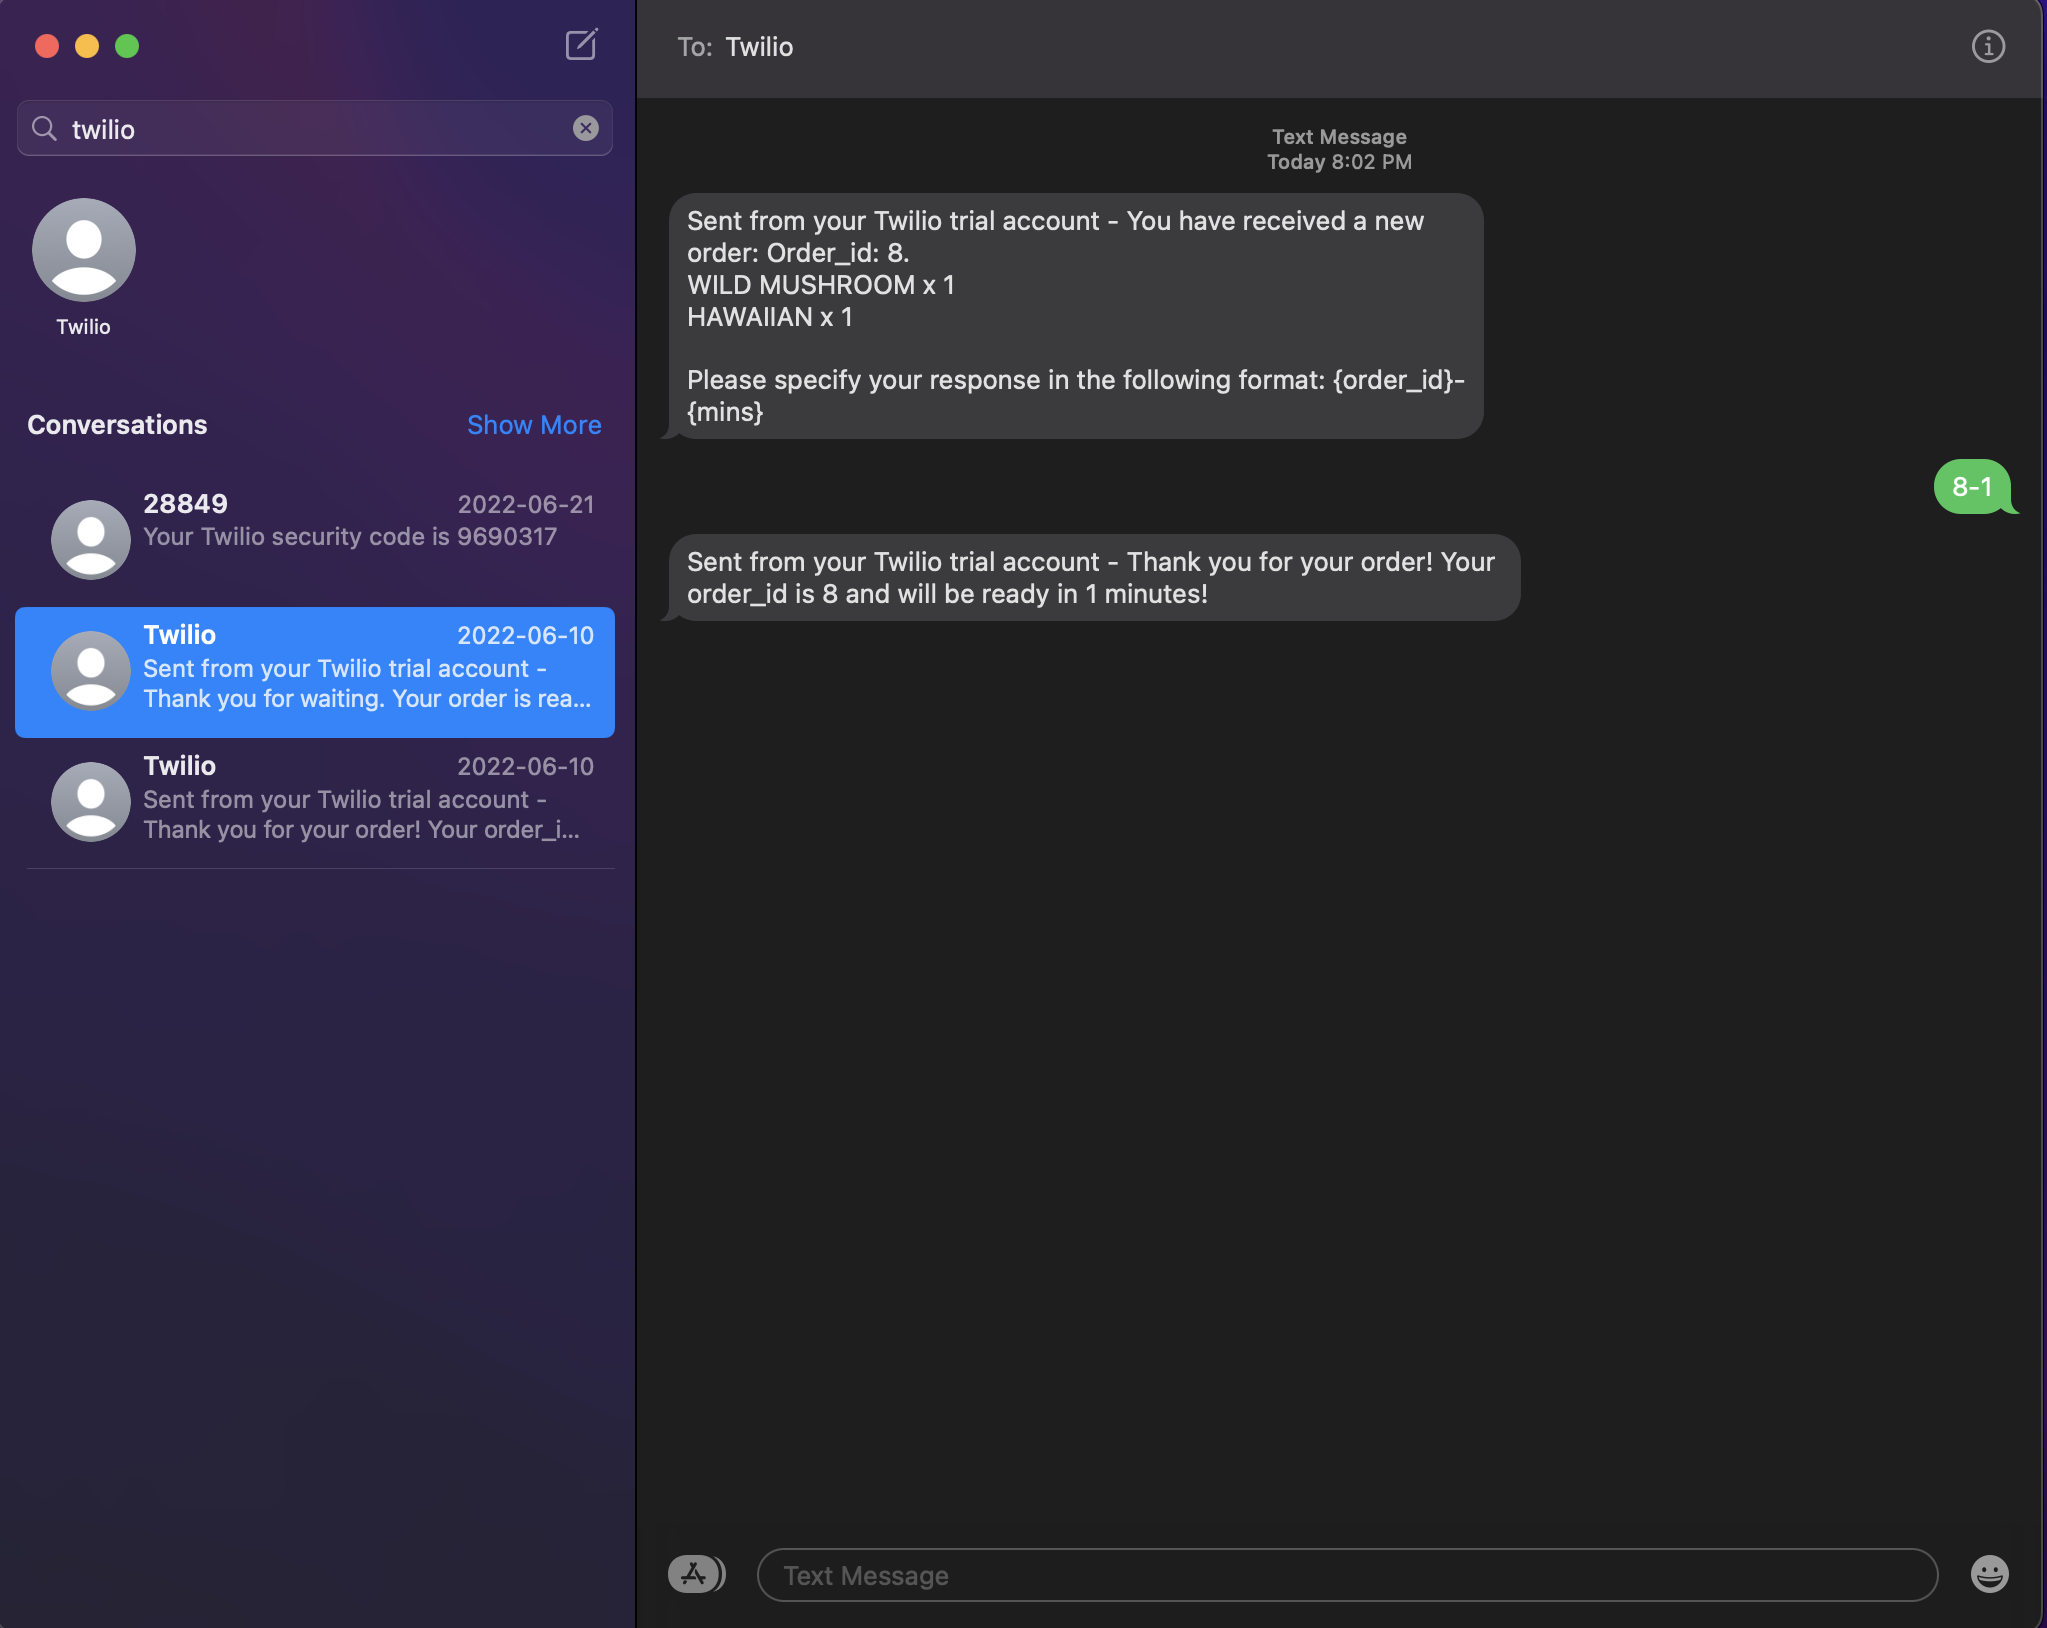 twilio
Twilio
Conversations
Show More
28849
2022-06-21
Your Twilio security code is 9690317
Twilio
2022-06-10
Sent from your Twilio trial account -
Thank you for waiting. Your order is rea...
Twilio
2022-06-10
Sent from your Twilio trial account -
Thank you for your order! Your order_i...
To: Twilio
Text Message
Today 8:02 PM
Sent from your Twilio trial account - You have received a new
order: Order_id: 8.
WILD MUSHROOM x 1
HAWAIIAN x 1
Please specify your response in the following format: {order_id}-
{mins}
8-1
Sent from your Twilio trial account - Thank you for your order! Your
order_id is 8 and will be ready in 1 minutes!
Text Message